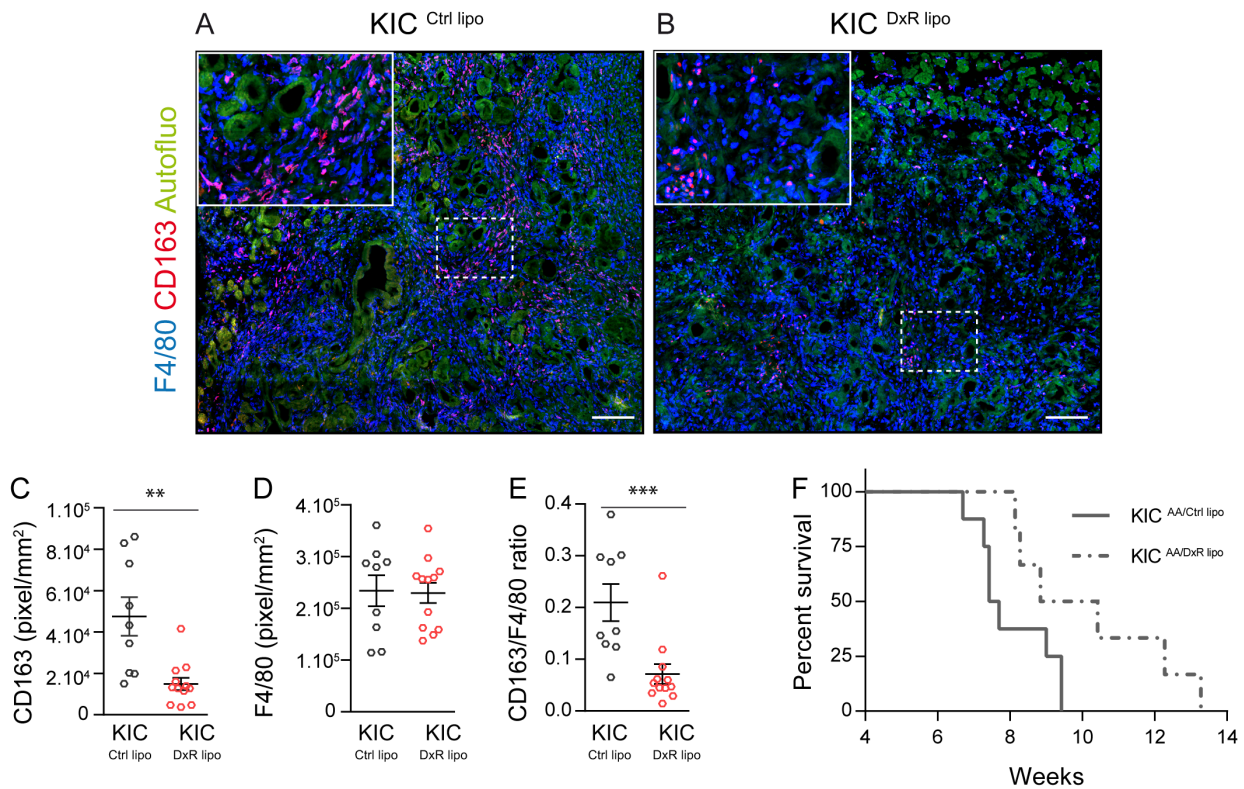 A
KIC Ctrl lipo
B
KIC DxR lipo
F4/80 CD163 Autofluo
C
**
CD163 (pixel/mm²)
1.10⁵
8.10⁴
6.10⁴
4.10⁴
2.10⁴
0
KIC
Ctrl lipo
KIC
DxR lipo
D
F4/80 (pixel/mm²)
4.10⁵
3.10⁵
2.10⁵
1.10⁵
0
KIC
Ctrl lipo
KIC
DxR lipo
E
***
CD163/F4/80 ratio
0.4
0.3
0.2
0.1
0.0
KIC
Ctrl lipo
KIC
DxR lipo
F
Percent survival
100
75
50
25
0
4
6
8
10
12
14
Weeks
KIC AA/Ctrl lipo
KIC AA/DxR lipo